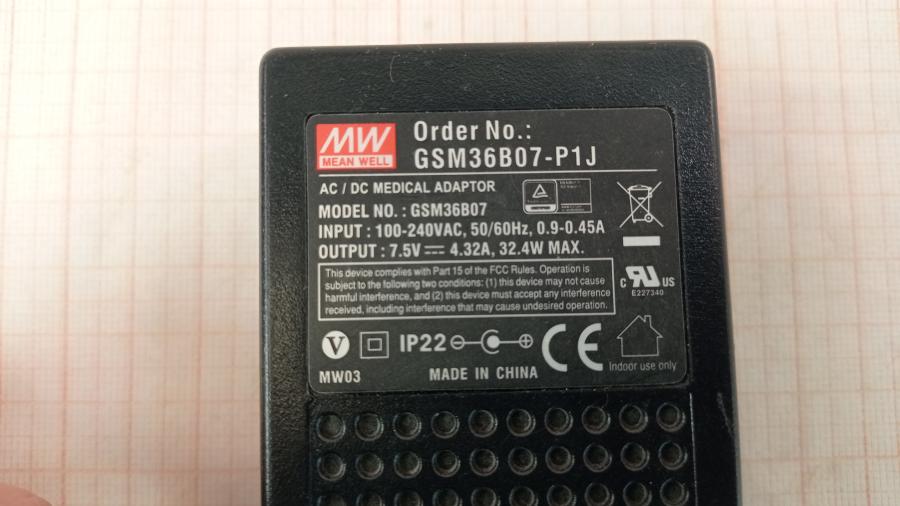 MW
MEAN WELL
Order No.:
GSM36B07-P1J
AC / DC MEDICAL ADAPTOR
MODEL NO. : GSM36B07
INPUT : 100-240VAC, 50/60Hz, 0.9-0.45A
OUTPUT : 7.5V⎓4.32A, 32.4W MAX.
This device complies with Part 15 of the FCC Rules. Operation is
subject to the following two conditions: (1) this device may not cause
harmful interference, and (2) this device must accept any interference
received, including interference that may cause undesired operation.
C RU US
E227340
V
IP22
CE
Indoor use only
MW03
MADE IN CHINA